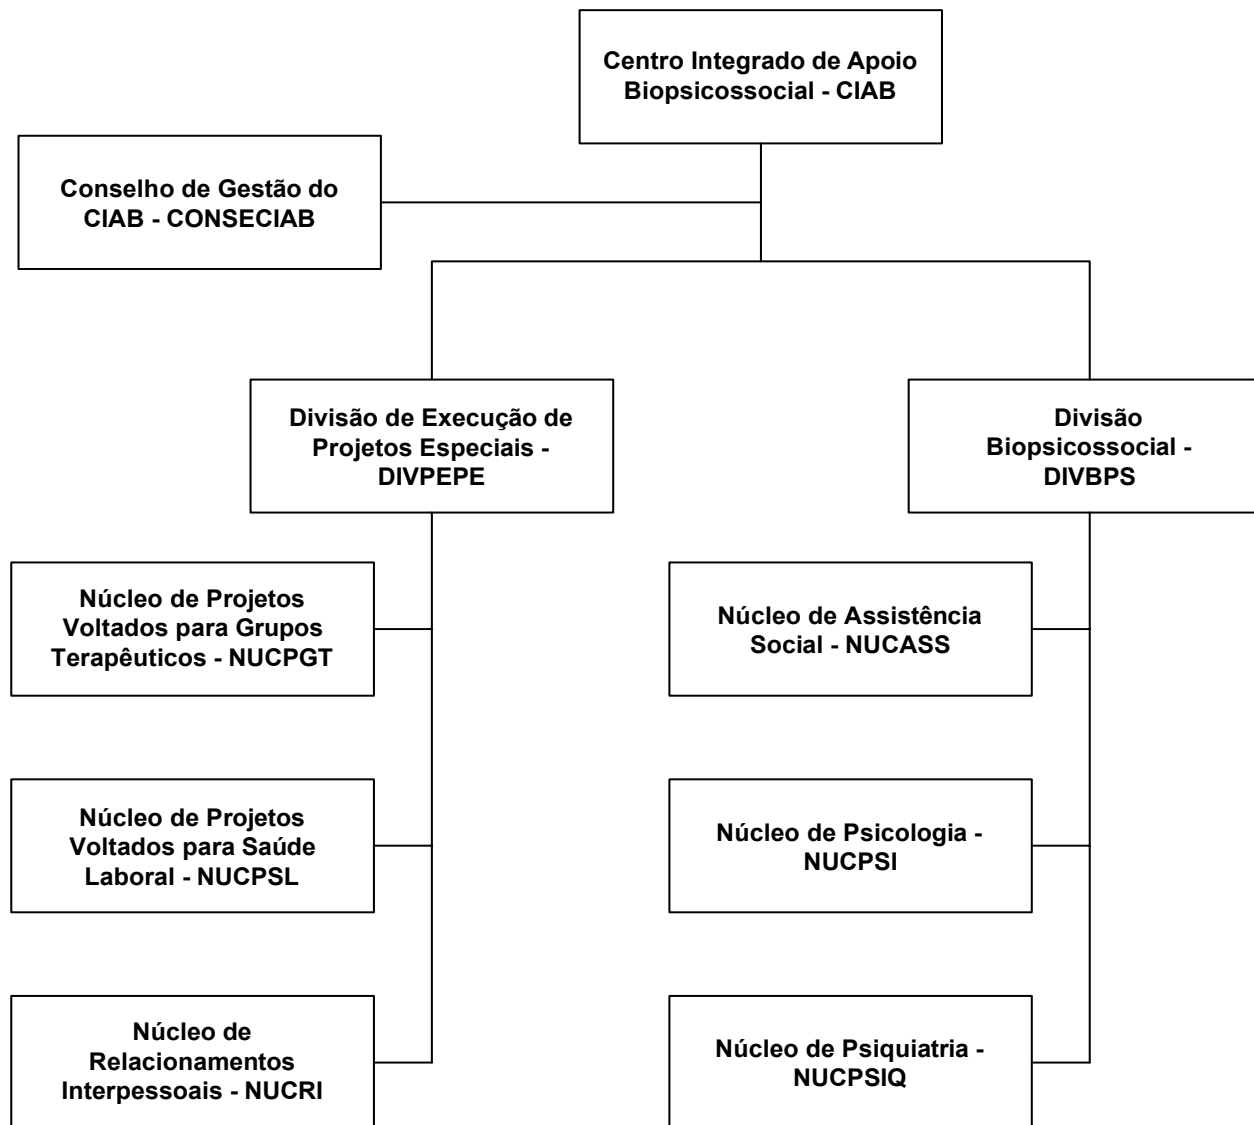 Centro Integrado de Apoio
Biopsicossocial - CIAB
Conselho de Gestão do
CIAB - CONSECIAB
Divisão de Execução de
Projetos Especiais -
DIVPEPE
Divisão
Biopsicossocial -
DIVBPS
Núcleo de Projetos
Voltados para Grupos
Terapêuticos - NUCPGT
Núcleo de Assistência
Social - NUCASS
Núcleo de Projetos
Voltados para Saúde
Laboral - NUCPSL
Núcleo de Psicologia -
NUCPSI
Núcleo de
Relacionamentos
Interpessoais - NUCRI
Núcleo de Psiquiatria -
NUCPSIQ